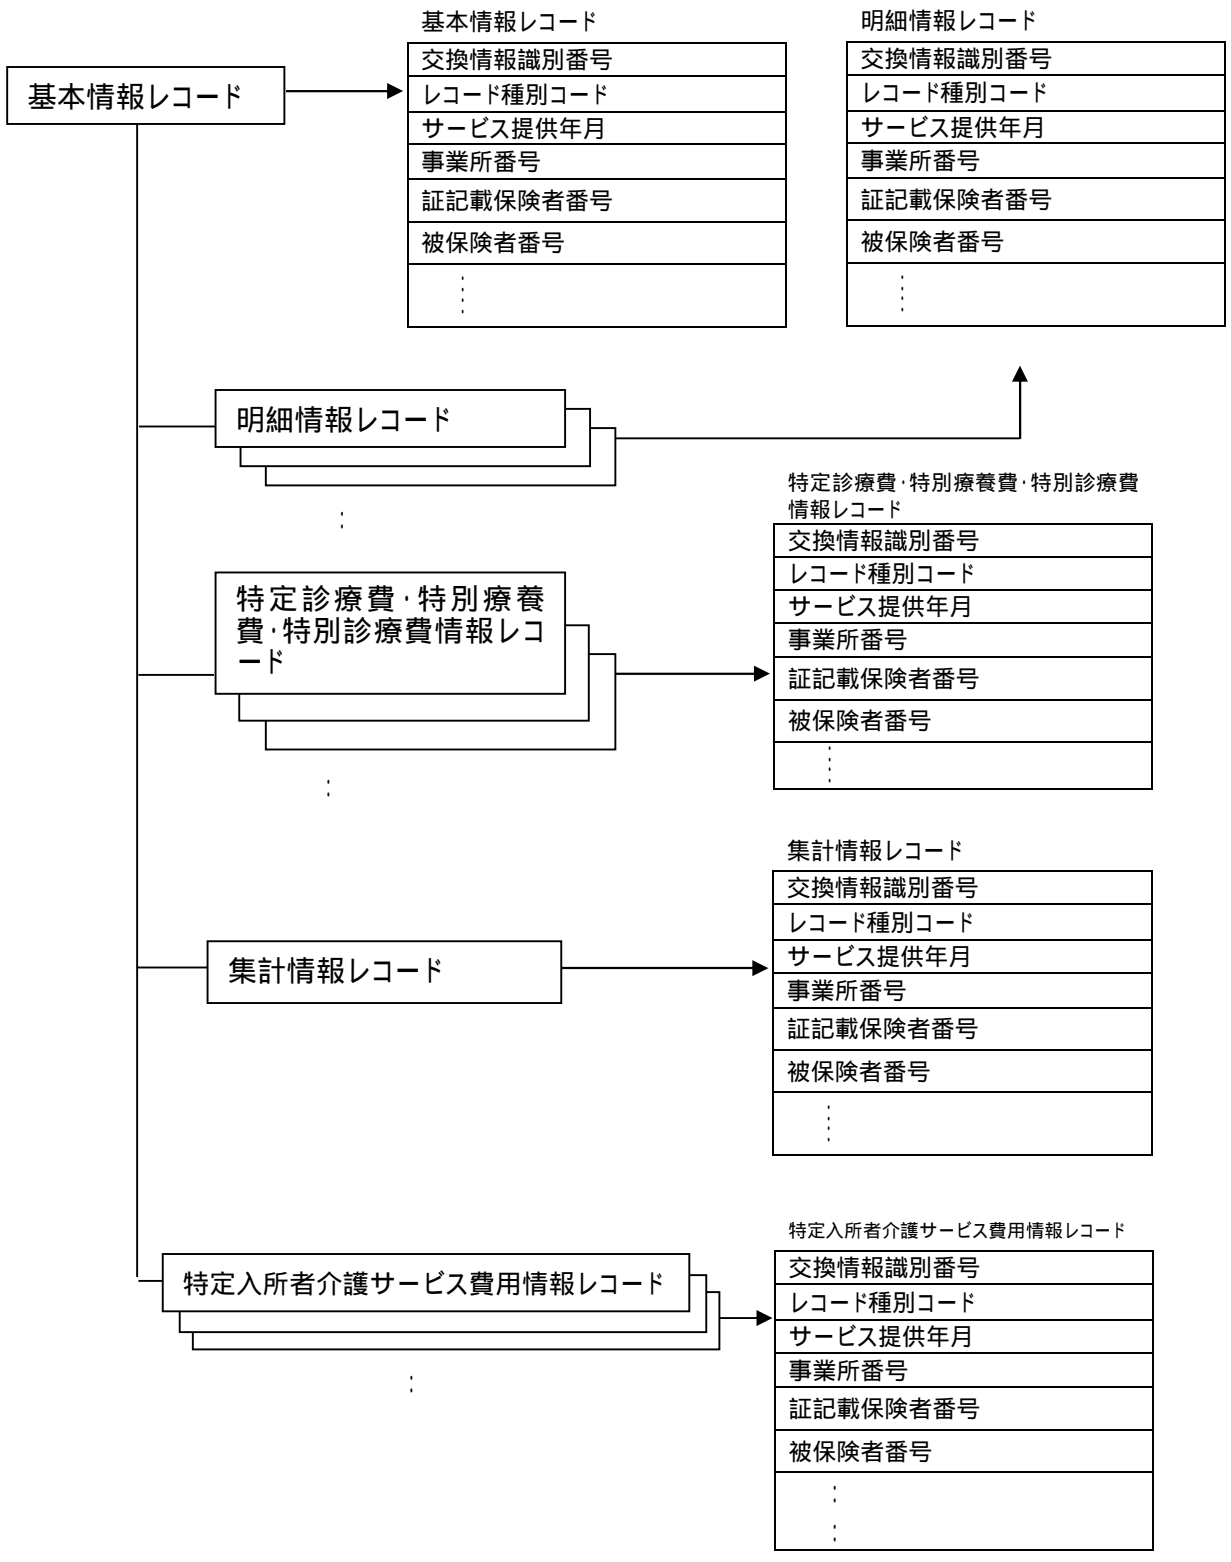 基本情報レコード
基本情報レコード
交換情報識別番号
レコード種別コード
サービス提供年月
事業所番号
証記載保険者番号
被保険者番号
明細情報レコード
交換情報識別番号
レコード種別コード
サービス提供年月
事業所番号
証記載保険者番号
被保険者番号
明細情報レコード
特定診療費・特別療養費・特別診療費
情報レコード
交換情報識別番号
レコード種別コード
サービス提供年月
事業所番号
証記載保険者番号
被保険者番号
特定診療費・特別療養
費・特別診療費情報レコ
ード
集計情報レコード
交換情報識別番号
レコード種別コード
サービス提供年月
事業所番号
証記載保険者番号
被保険者番号
集計情報レコード
特定入所者介護サービス費用情報レコード
交換情報識別番号
レコード種別コード
サービス提供年月
事業所番号
証記載保険者番号
被保険者番号
特定入所者介護サービス費用情報レコード